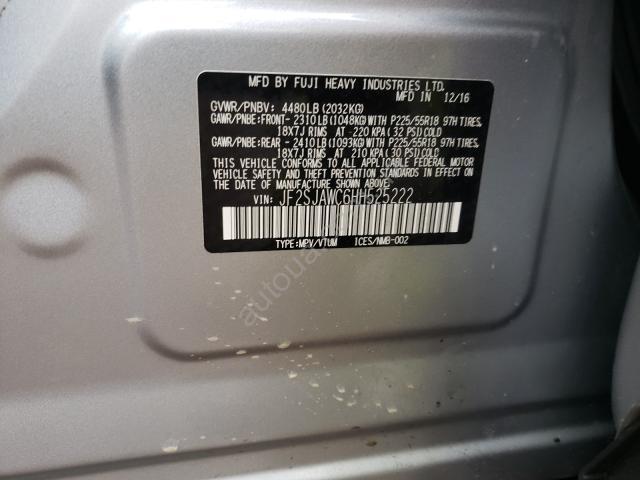 MFD BY FUJI HEAVY INDUSTRIES LTD.
MFD IN 12/16
GVWR/PNBV: 4480LB(2032KG)
GAWR/PNBE:FRONT- 2310LB(1048KG)WITH P225/55R18 97H TIRES,
18X7J RIMS AT 220 KPA(32 PSI)COLD
GAWR/PNBE:REAR - 2410LB(1093KG)WITH P225/55R18 97H TIRES,
18X7J RIMS AT 210 KPA(30 PSI)COLD
THIS VEHICLE CONFORMS TO ALL APPLICABLE FEDERAL MOTOR
VEHICLE SAFETY AND THEFT PREVENTION STANDARDS IN EFFECT
ON THE DATE OF MANUFACTURE SHOWN ABOVE.
VIN: JF2SJAWC6HH525222
TYPE:MPV/VTUM ICES/NMB-002